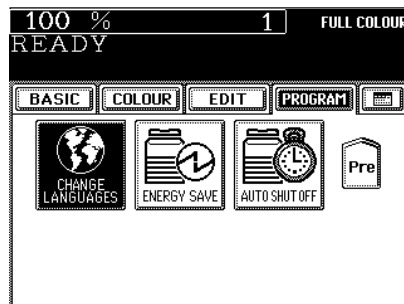 100 % 1 FULL COLOUR
READY
BASIC COLOUR EDIT PROGRAM
CHANGE LANGUAGES
ENERGY SAVE
AUTO SHUT OFF
Pre